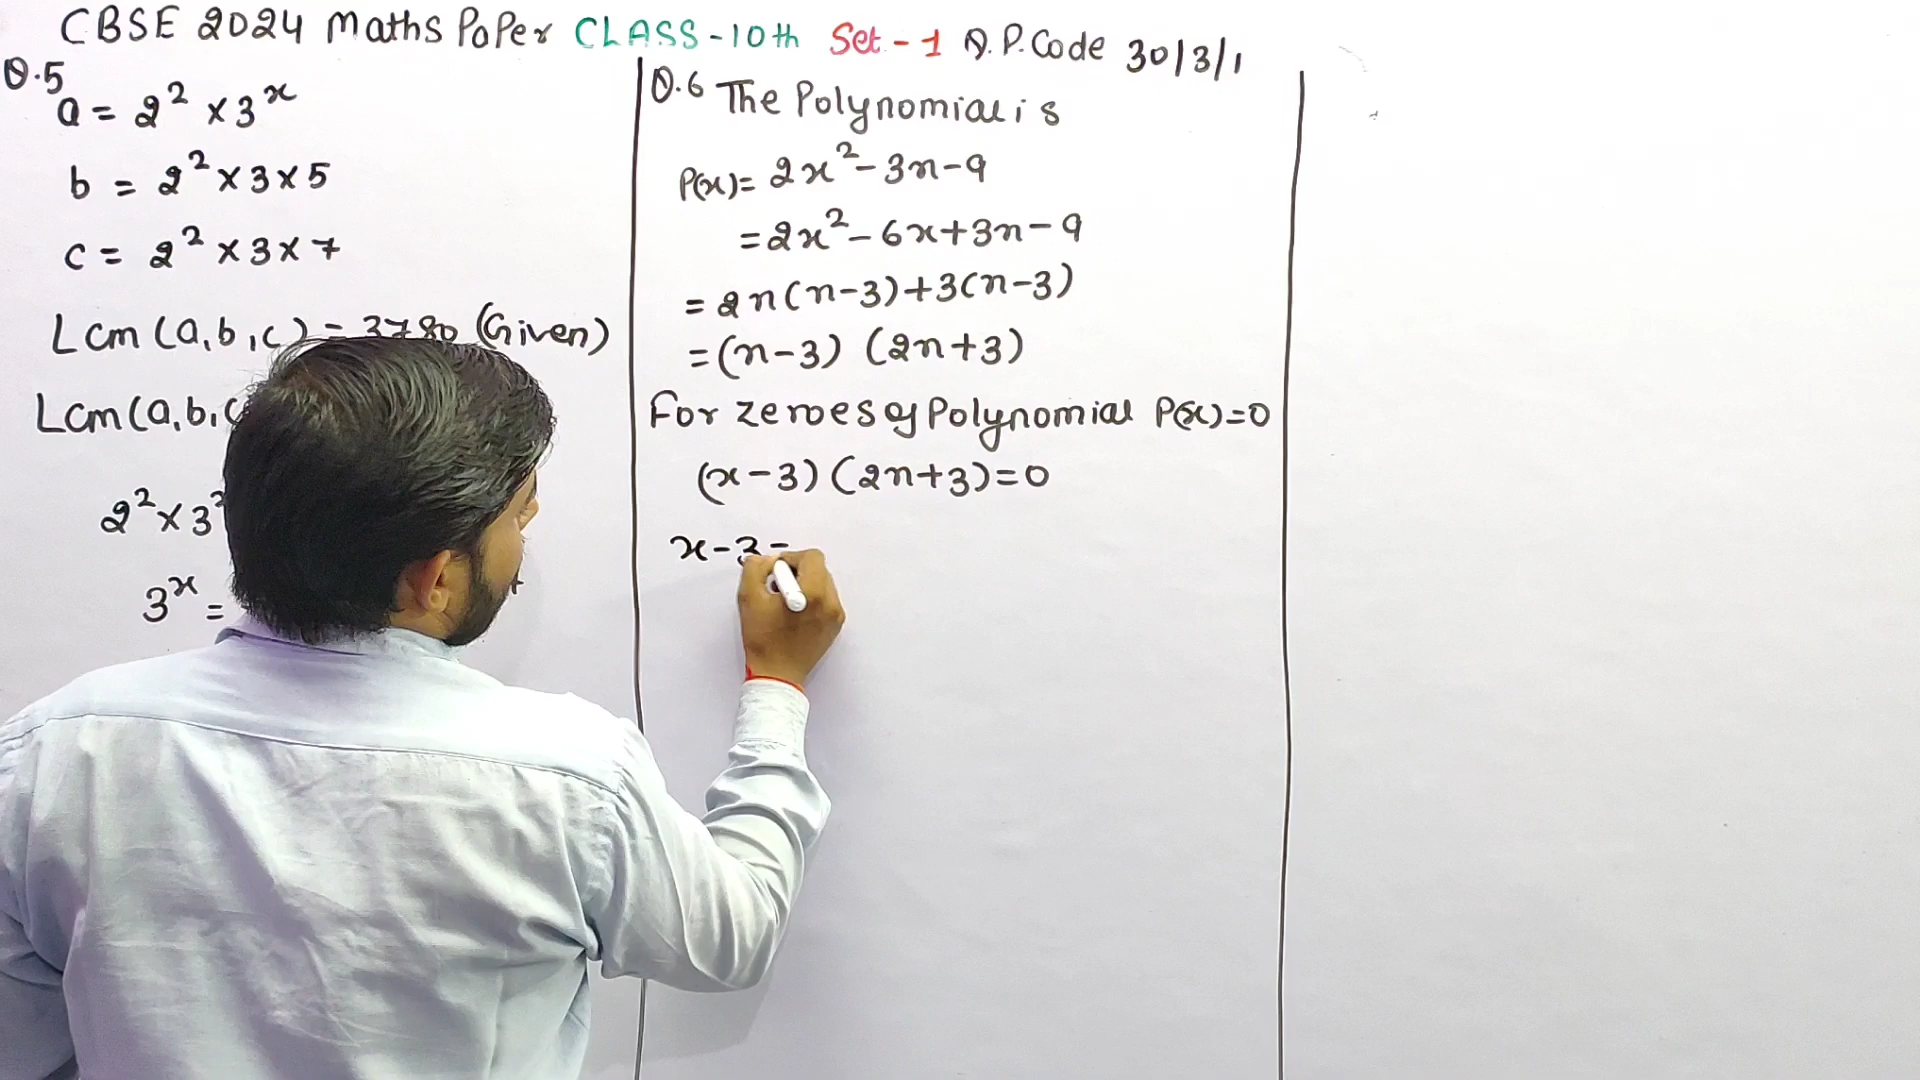 CBSE 2024 Maths Paper CLASS-10th Set-1 Q.P.Code 30/3/1
Q.5
a = 2² × 3ˣ
b = 2² × 3 × 5
c = 2² × 3 × 7
Lcm (a,b,c) = 3780 (Given)
Lcm (a,b,c
2² × 3
3ˣ =
Q.6 The Polynomial is
P(x) = 2x² - 3x - 9
= 2x² - 6x + 3x - 9
= 2x(x-3) + 3(x-3)
= (x-3) (2x+3)
For zeroes of Polynomial P(x)=0
(x-3) (2x+3)=0
x-3=